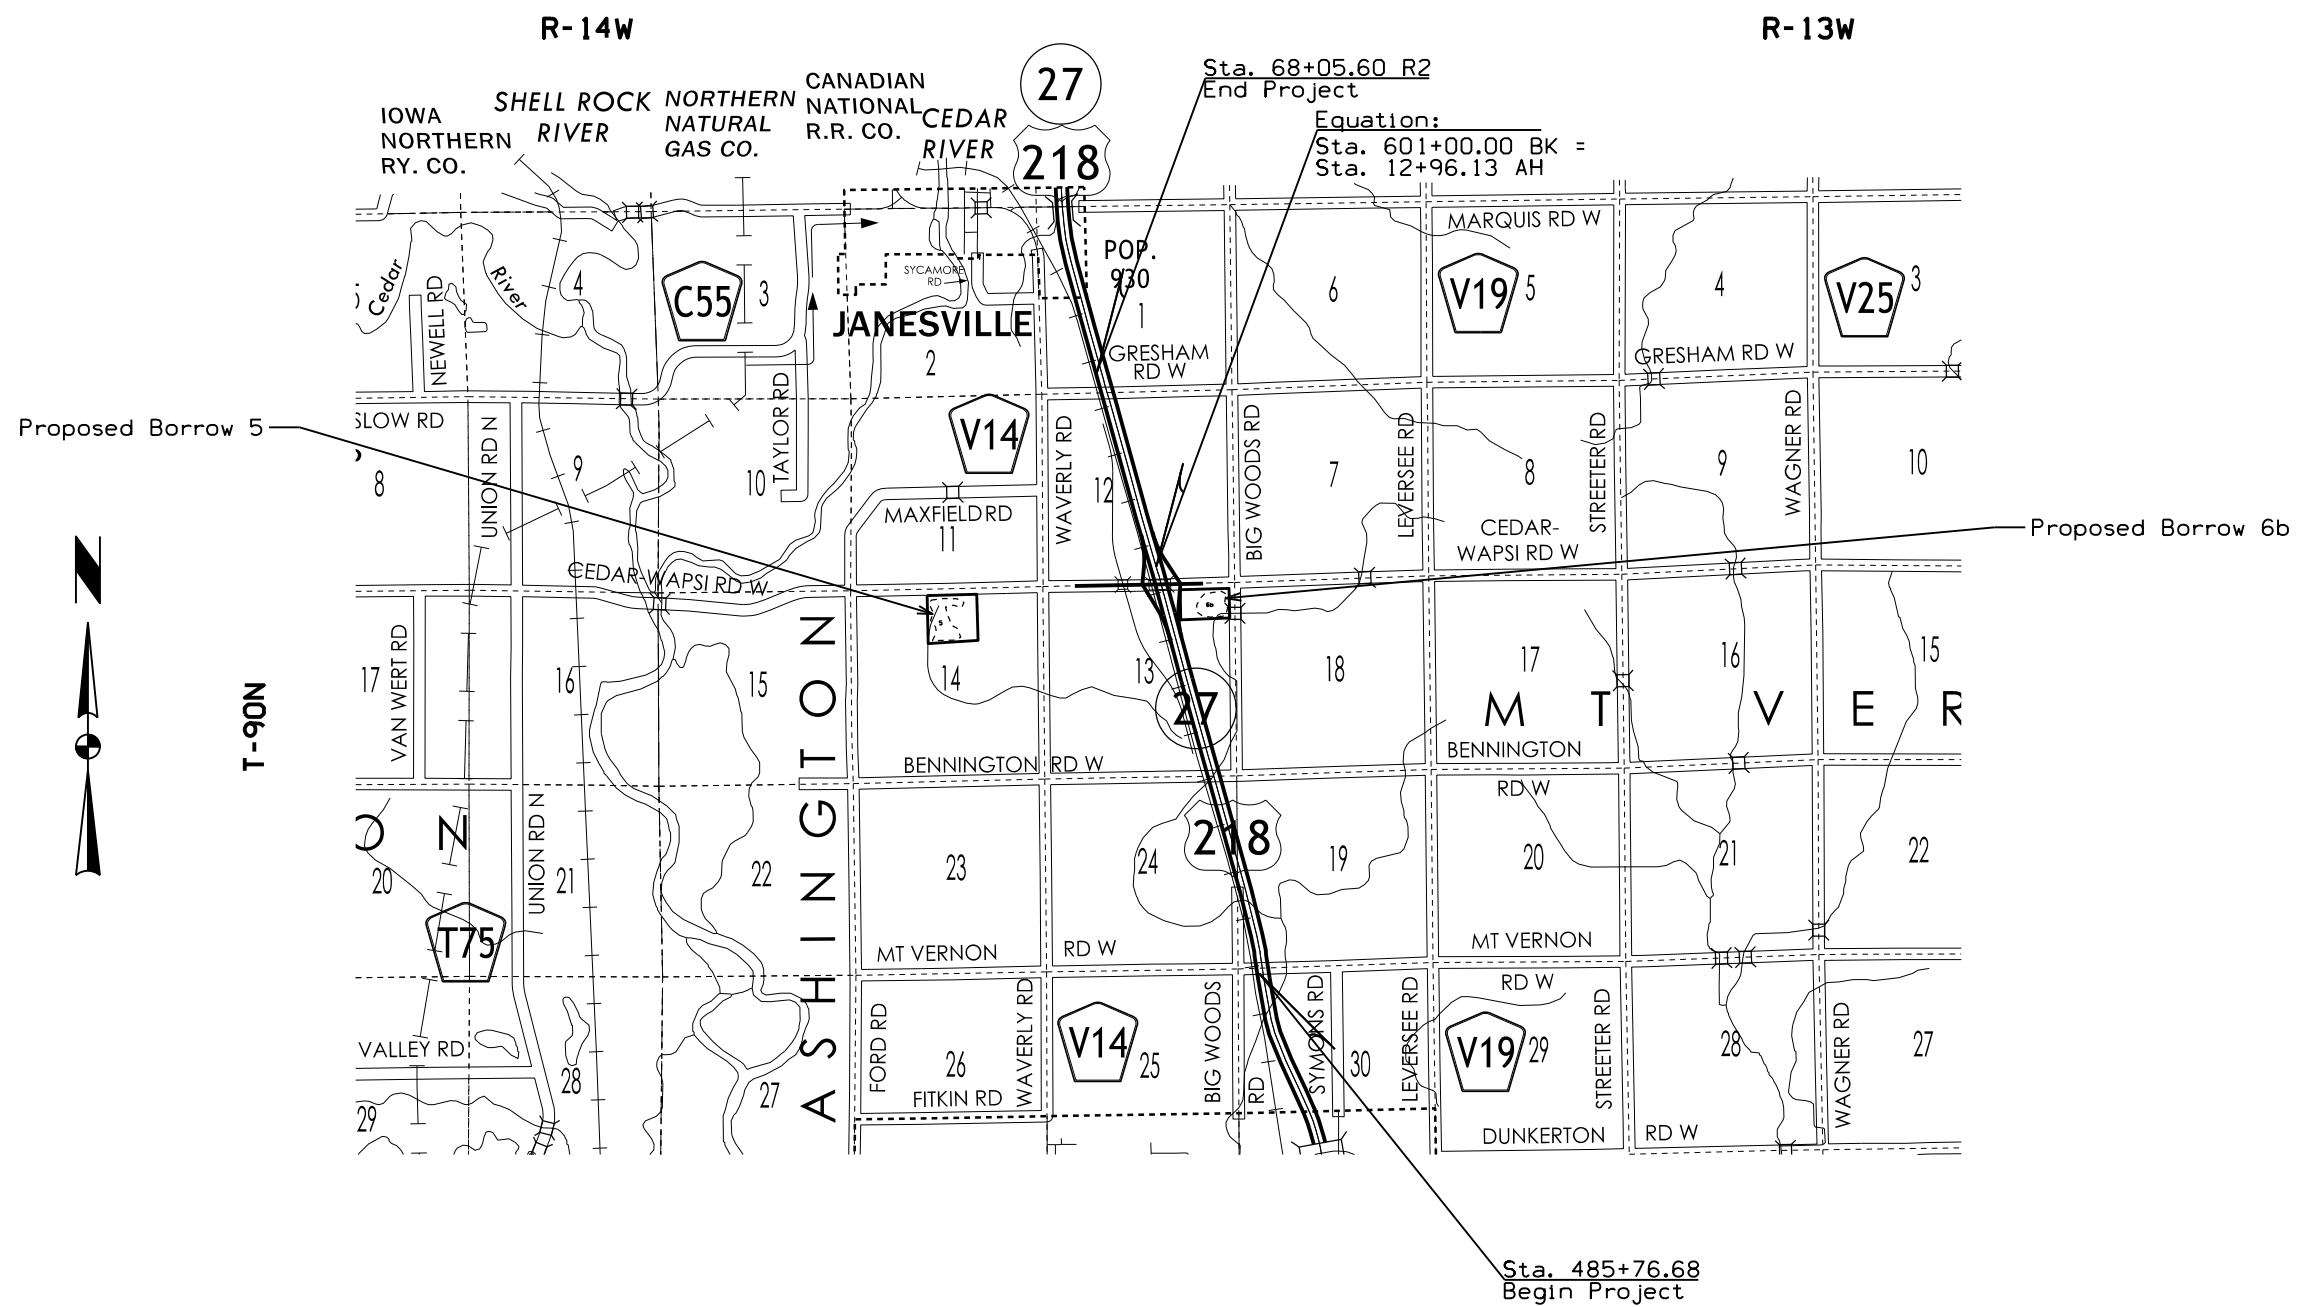 R-14W
R-13W
27
218
Sta. 68+05.60 R2
End Project
Equation:
Sta. 601+00.00 BK =
Sta. 12+96.13 AH
IOWA
NORTHERN
RY. CO.
SHELL ROCK
RIVER
NORTHERN
NATURAL
GAS CO.
CANADIAN
NATIONAL
R.R. CO.
CEDAR
RIVER
MARQUIS RD W
POP.
930
Cedar
River
NEWELL RD
4
C55
3
SYCAMORE
RD
JANESVILLE
1
6
V19
5
4
V25
3
2
GRESHAM
RD W
GRESHAM RD W
TAYLOR RD
Proposed Borrow 5
SLOW RD
UNION RD N
8
9
10
V14
WAVERLY RD
12
BIG WOODS RD
7
LEVERSEE RD
8
STREETER RD
9
WAGNER RD
10
MAXFIELD RD
11
CEDAR-
WAPSI RD W
Proposed Borrow 6b
CEDAR-WAPSI RD W
5
6b
N
T-90N
VAN WERT RD
17
16
15
14
13
18
17
16
15
27
ASHINGTON
MT VER
BENNINGTON RD W
BENNINGTON
RD W
O N
20
UNION RD N
21
22
23
24
218
19
20
21
22
T75
MT VERNON RD W
MT VERNON
RD W
VALLEY RD
28
29
27
FORD RD
26
FITKIN RD
WAVERLY RD
V14
25
BIG WOODS
RD
SYMONS RD
30
LEVERSEE RD
V19
29
STREETER RD
28
WAGNER RD
27
DUNKERTON RD W
Sta. 485+76.68
Begin Project